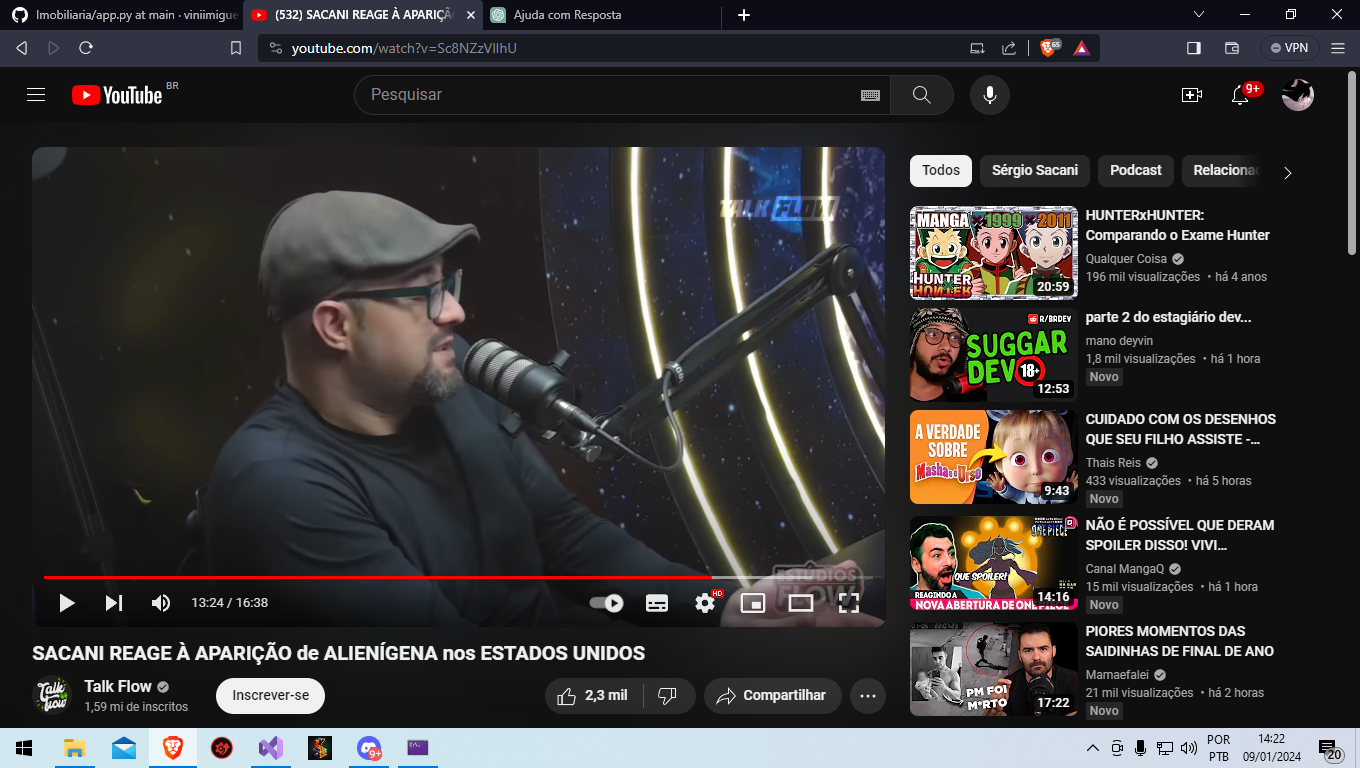 Imobiliaria/app.py at main · viniimigue
(532) SACANI REAGE À APARIÇÃ
Ajuda com Resposta
youtube.com/watch?v=Sc8NZzVIlhU
65
VPN
YouTube
BR
Pesquisar
9+
TALK FLOW
ESTÚDIOS
FLOW
13:24 / 16:38
HD
SACANI REAGE À APARIÇÃO de ALIENÍGENA nos ESTADOS UNIDOS
Talk Flow
Talk Flow
1,59 mi de inscritos
Inscrever-se
2,3 mil
Compartilhar
Todos
Sérgio Sacani
Podcast
Relaciona
MANGA × 1999 × 2011
HUNTER
HUNTER
20:59
HUNTERxHUNTER:
Comparando o Exame Hunter
Qualquer Coisa
196 mil visualizações • há 4 anos
R/BRDEV
SUGGAR
DEV 18+
12:53
parte 2 do estagiário dev...
mano deyvin
1,8 mil visualizações • há 1 hora
Novo
A VERDADE
SOBRE
Masha e o Urso
9:43
CUIDADO COM OS DESENHOS
QUE SEU FILHO ASSISTE -...
Thais Reis
433 visualizações • há 5 horas
Novo
ONE PIECE
QUE SPOILER!
REAGINDO A
NOVA ABERTURA DE ONE PIECE
14:16
NÃO É POSSÍVEL QUE DERAM
SPOILER DISSO! VIVI...
Canal MangaQ
15 mil visualizações • há 1 hora
Novo
PM FOI
M*RTO
17:22
PIORES MOMENTOS DAS
SAIDINHAS DE FINAL DE ANO
Mamaefalei
21 mil visualizações • há 2 horas
Novo
9+
POR
PTB
14:22
09/01/2024
20